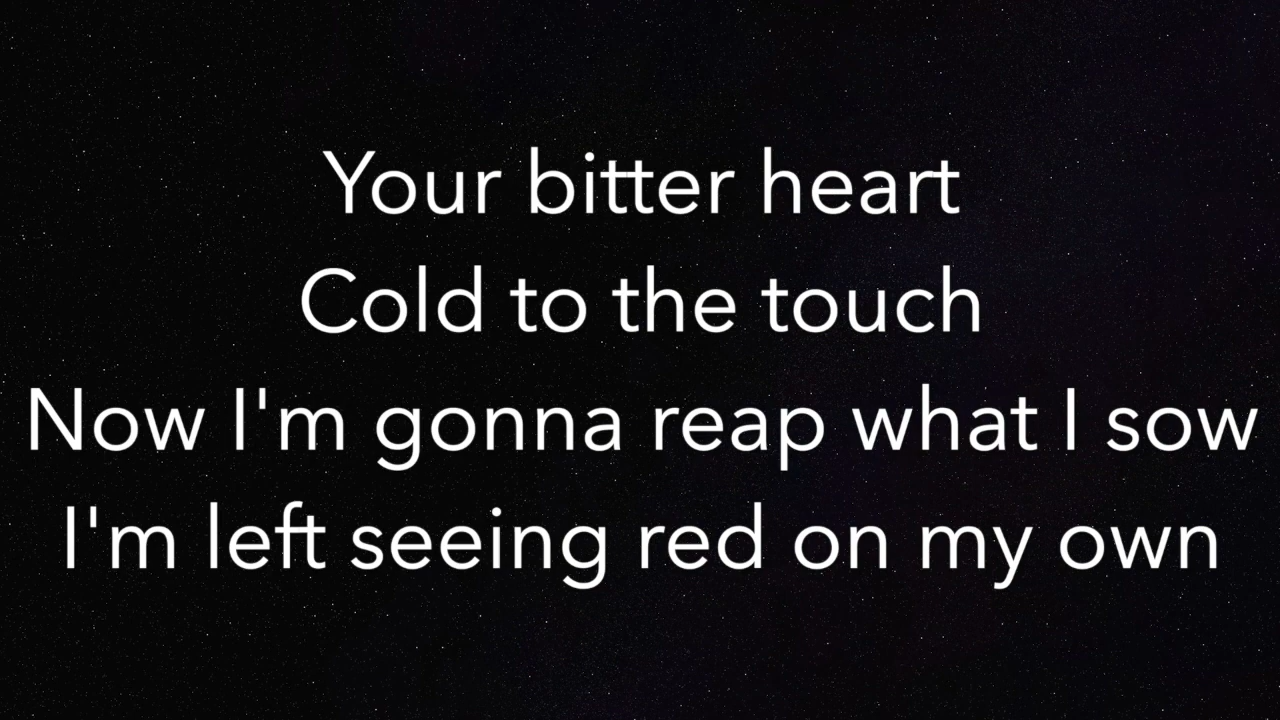 Your bitter heart
Cold to the touch
Now I'm gonna reap what I sow
I'm left seeing red on my own